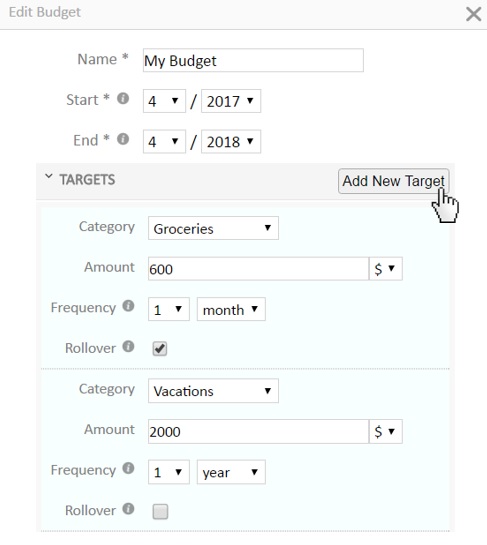 Edit Budget
Name * My Budget
Start * 4 / 2017
End * 4 / 2018
TARGETS Add New Target
Category Groceries
Amount 600 $
Frequency 1 month
Rollover
Category Vacations
Amount 2000 $
Frequency 1 year
Rollover